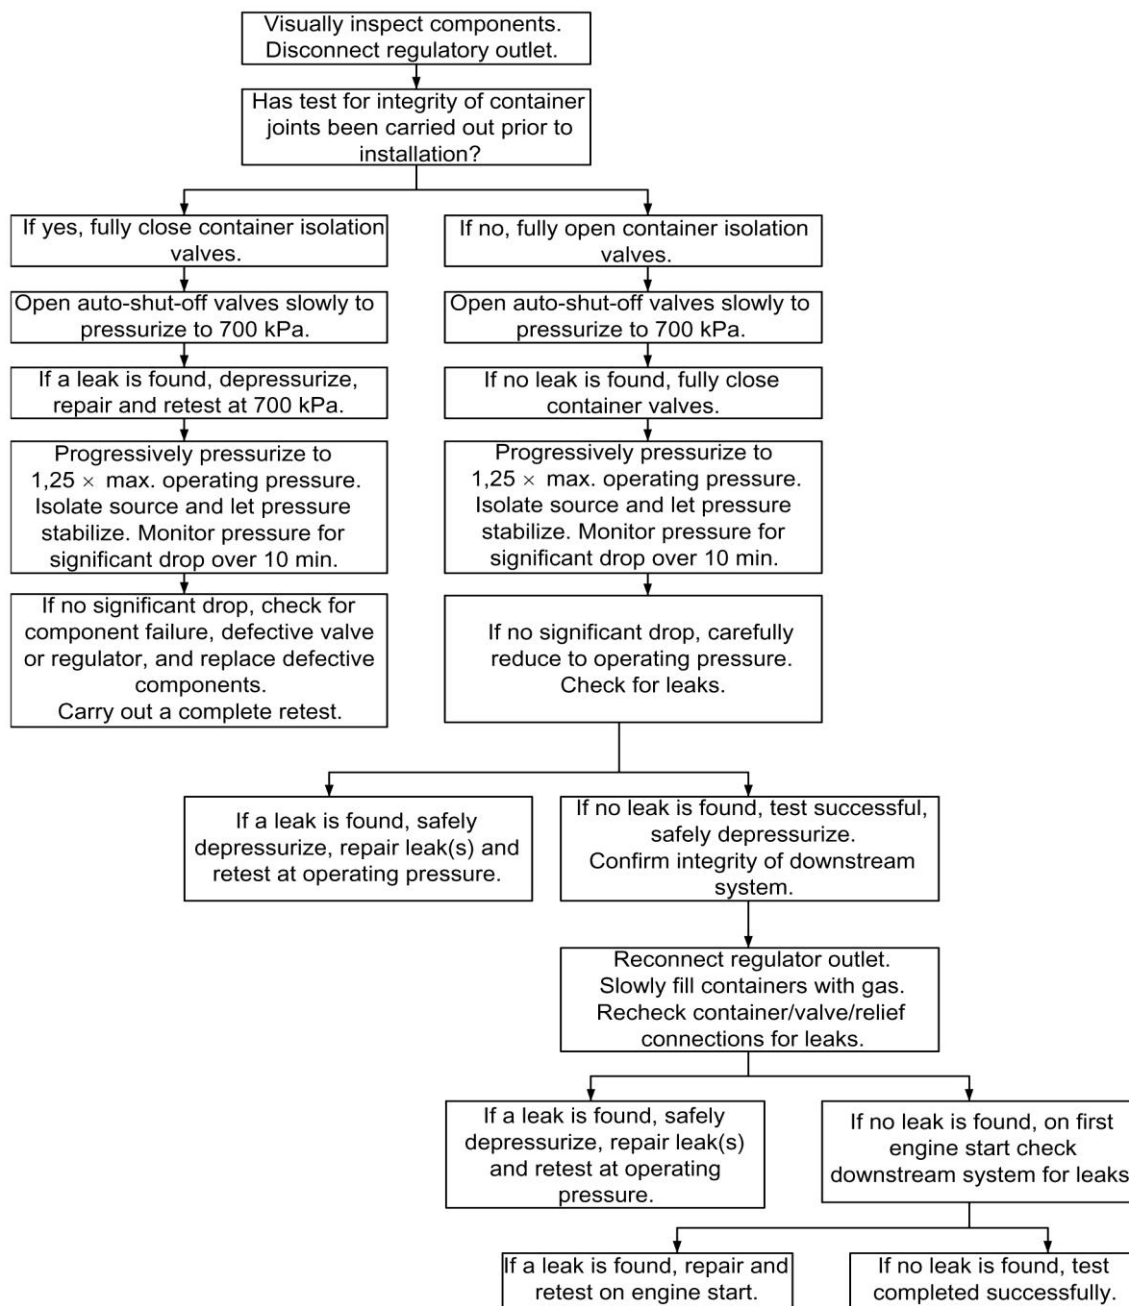 Visually inspect components.
Disconnect regulatory outlet.
Has test for integrity of container
joints been carried out prior to
installation?
If yes, fully close container isolation
valves.
If no, fully open container isolation
valves.
Open auto-shut-off valves slowly to
pressurize to 700 kPa.
Open auto-shut-off valves slowly to
pressurize to 700 kPa.
If a leak is found, depressurize,
repair and retest at 700 kPa.
If no leak is found, fully close
container valves.
Progressively pressurize to
1,25 × max. operating pressure.
Isolate source and let pressure
stabilize. Monitor pressure for
significant drop over 10 min.
Progressively pressurize to
1,25 × max. operating pressure.
Isolate source and let pressure
stabilize. Monitor pressure for
significant drop over 10 min.
If no significant drop, check for
component failure, defective valve
or regulator, and replace defective
components.
Carry out a complete retest.
If no significant drop, carefully
reduce to operating pressure.
Check for leaks.
If a leak is found, safely
depressurize, repair leak(s) and
retest at operating pressure.
If no leak is found, test successful,
safely depressurize.
Confirm integrity of downstream
system.
Reconnect regulator outlet.
Slowly fill containers with gas.
Recheck container/valve/relief
connections for leaks.
If a leak is found, safely
depressurize, repair leak(s)
and retest at operating
pressure.
If no leak is found, on first
engine start check
downstream system for leaks
If a leak is found, repair and
retest on engine start.
If no leak is found, test
completed successfully.